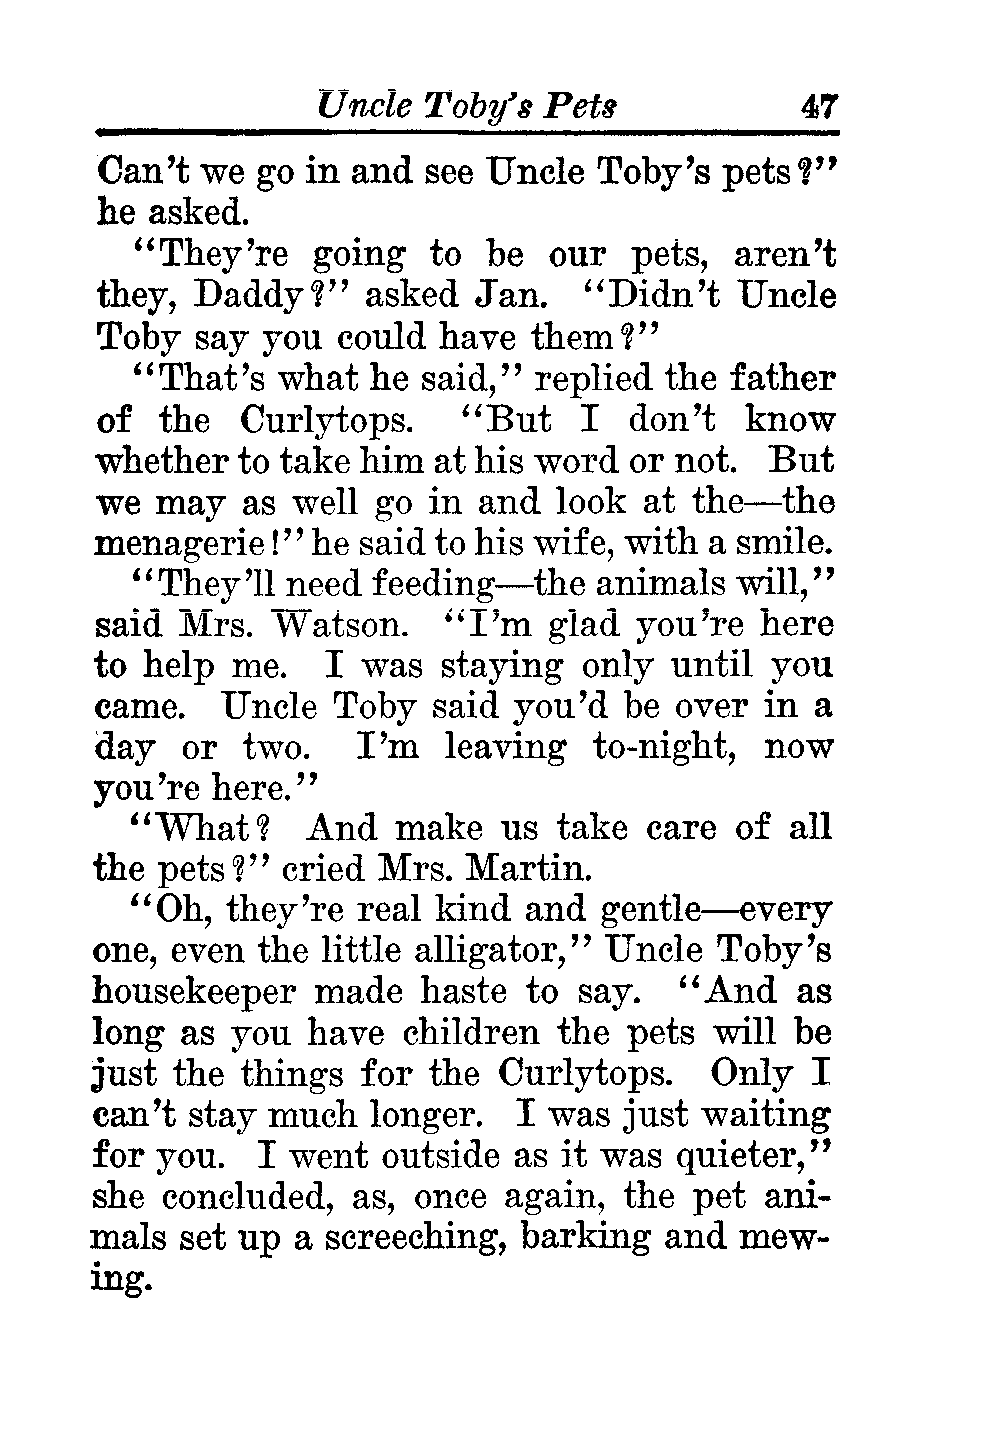 Uncle Toby's Pets 47
Can't we go in and see Uncle Toby's pets?"
he asked.
"They're going to be our pets, aren't
they, Daddy?" asked Jan. "Didn't Uncle
Toby say you could have them?"
"That's what he said," replied the father
of the Curlytops. "But I don't know
whether to take him at his word or not. But
we may as well go in and look at the—the
menagerie!" he said to his wife, with a smile.
"They'll need feeding—the animals will,"
said Mrs. Watson. "I'm glad you're here
to help me. I was staying only until you
came. Uncle Toby said you'd be over in a
day or two. I'm leaving to-night, now
you're here."
"What? And make us take care of all
the pets?" cried Mrs. Martin.
"Oh, they're real kind and gentle—every
one, even the little alligator," Uncle Toby's
housekeeper made haste to say. "And as
long as you have children the pets will be
just the things for the Curlytops. Only I
can't stay much longer. I was just waiting
for you. I went outside as it was quieter,"
she concluded, as, once again, the pet ani-
mals set up a screeching, barking and mew-
ing.